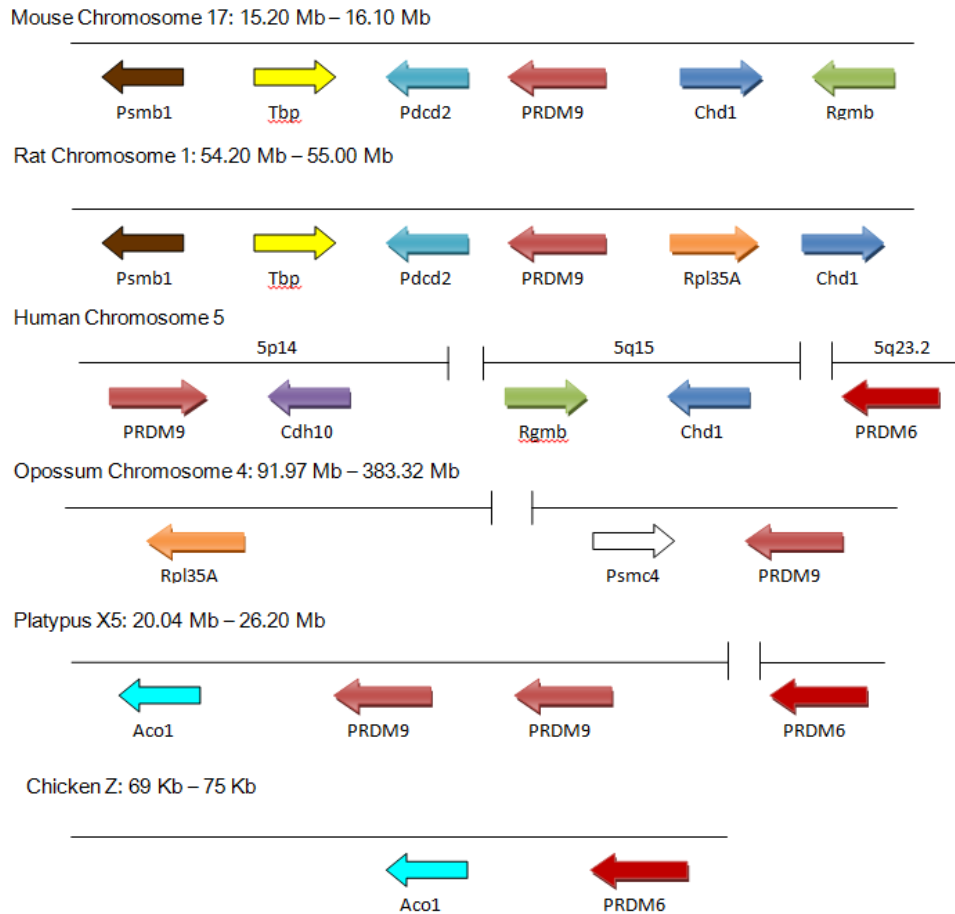 Mouse Chromosome 17: 15.20 Mb – 16.10 Mb
Psmb1 Tbp Pdcd2 PRDM9 Chd1 Rgmb
Rat Chromosome 1: 54.20 Mb – 55.00 Mb
Psmb1 Tbp Pdcd2 PRDM9 Rpl35A Chd1
Human Chromosome 5
5p14 5q15 5q23.2
PRDM9 Cdh10 Rgmb Chd1 PRDM6
Opossum Chromosome 4: 91.97 Mb – 383.32 Mb
Rpl35A Psmc4 PRDM9
Platypus X5: 20.04 Mb – 26.20 Mb
Aco1 PRDM9 PRDM9 PRDM6
Chicken Z: 69 Kb – 75 Kb
Aco1 PRDM6